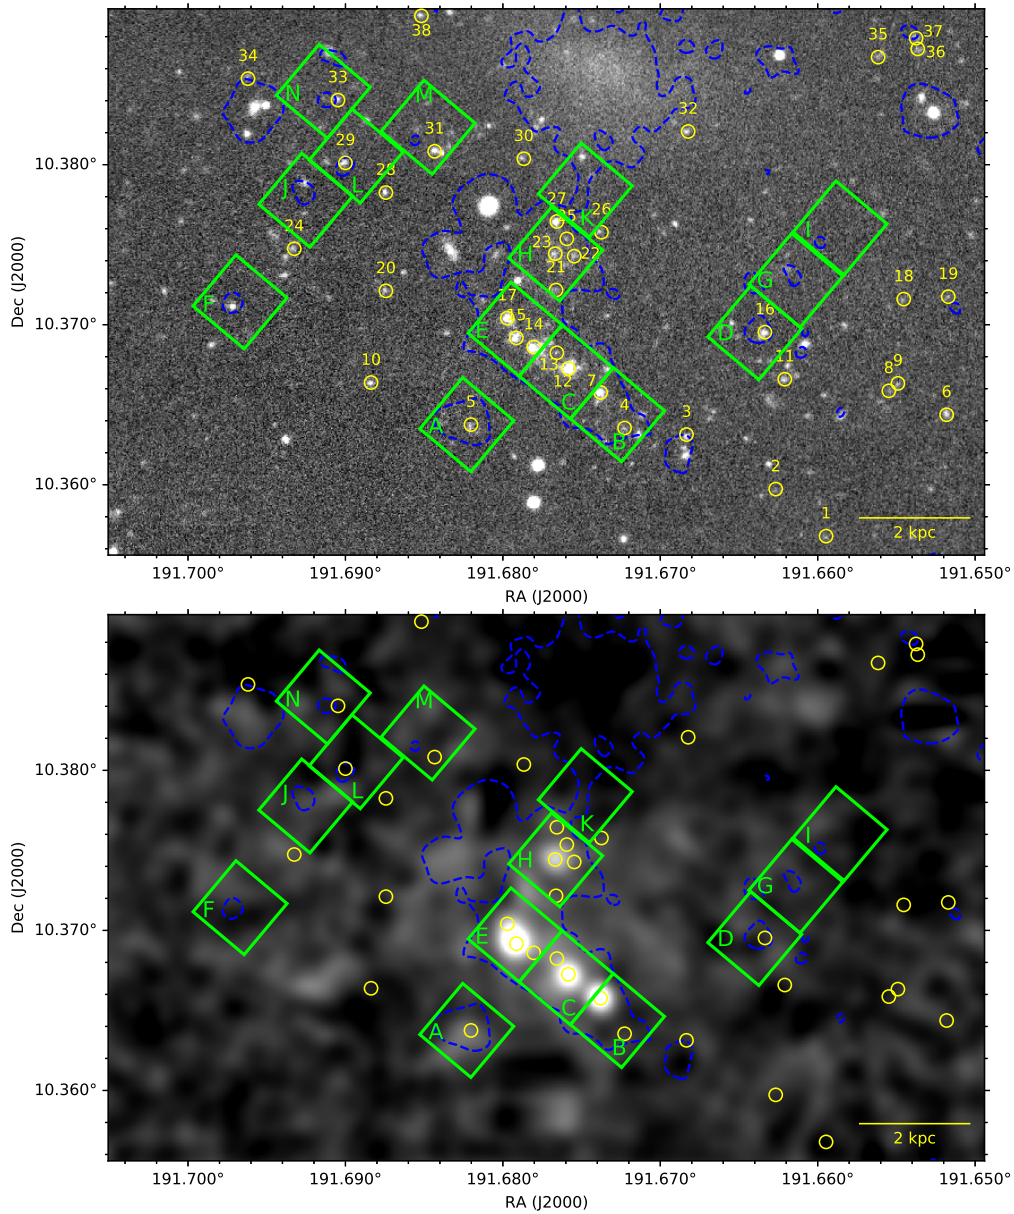 38
37
35
36
34
N
33
M
32
10.380°
29
31
30
28
J
L
27
26
25
K
24
I
23
H
22
21
20
G
F
17
18
19
E
15
14
16
D
10.370°
13
11
10
12
7
8
9
C
5
4
3
6
A
B
2
10.360°
1
2 kpc
191.700°
191.690°
191.680°
191.670°
191.660°
191.650°
RA (J2000)
Dec (J2000)
N
M
10.380°
J
L
K
I
H
G
F
E
D
10.370°
C
A
B
10.360°
2 kpc
191.700°
191.690°
191.680°
191.670°
191.660°
191.650°
RA (J2000)
Dec (J2000)